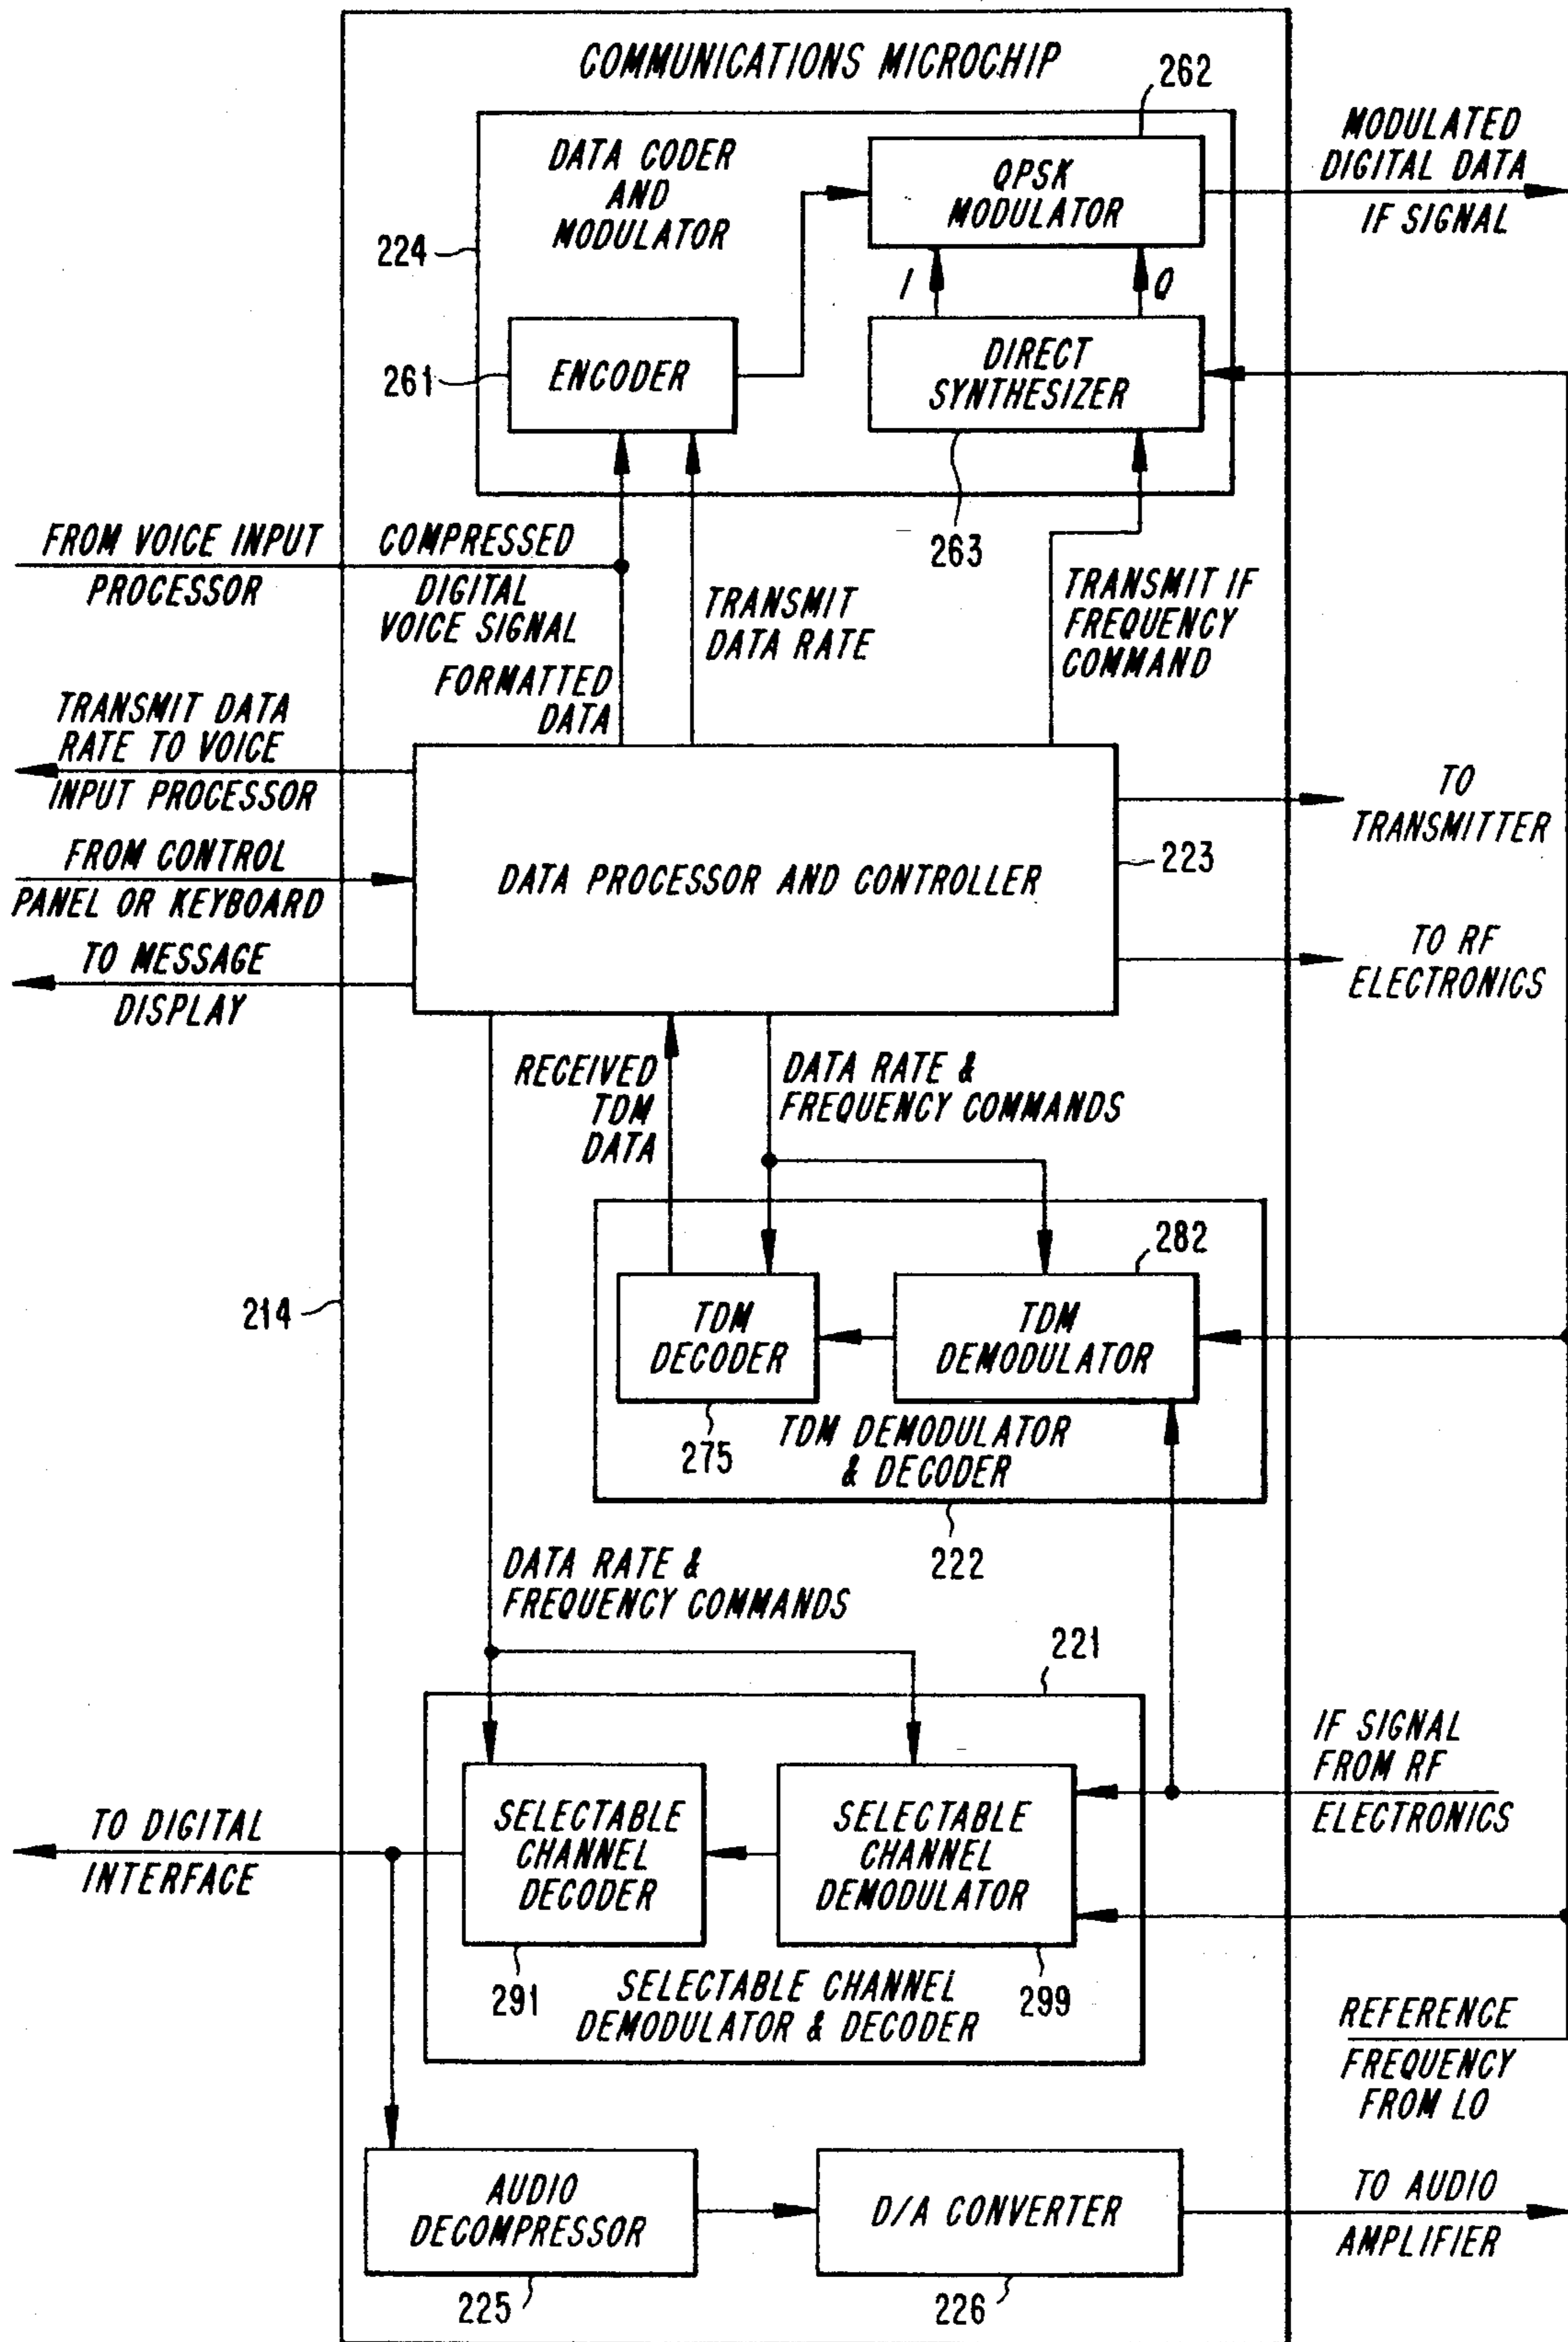 COMMUNICATIONS MICROCHIP
262
DATA CODER
AND
MODULATOR
QPSK
MODULATOR
MODULATED
DIGITAL DATA
IF SIGNAL
224
I
Q
261
ENCODER
DIRECT
SYNTHESIZER
263
FROM VOICE INPUT
PROCESSOR
COMPRESSED
DIGITAL
VOICE SIGNAL
FORMATTED
DATA
TRANSMIT
DATA RATE
TRANSMIT IF
FREQUENCY
COMMAND
TRANSMIT DATA
RATE TO VOICE
INPUT PROCESSOR
FROM CONTROL
PANEL OR KEYBOARD
TO MESSAGE
DISPLAY
DATA PROCESSOR AND CONTROLLER
223
TO
TRANSMITTER
TO RF
ELECTRONICS
RECEIVED
TDM
DATA
DATA RATE &
FREQUENCY COMMANDS
282
214
TDM
DECODER
TDM
DEMODULATOR
275
TDM DEMODULATOR
& DECODER
222
DATA RATE &
FREQUENCY COMMANDS
221
IF SIGNAL
FROM RF
ELECTRONICS
TO DIGITAL
INTERFACE
SELECTABLE
CHANNEL
DECODER
SELECTABLE
CHANNEL
DEMODULATOR
291
299
SELECTABLE CHANNEL
DEMODULATOR & DECODER
REFERENCE
FREQUENCY
FROM LO
AUDIO
DECOMPRESSOR
D/A CONVERTER
TO AUDIO
AMPLIFIER
225
226